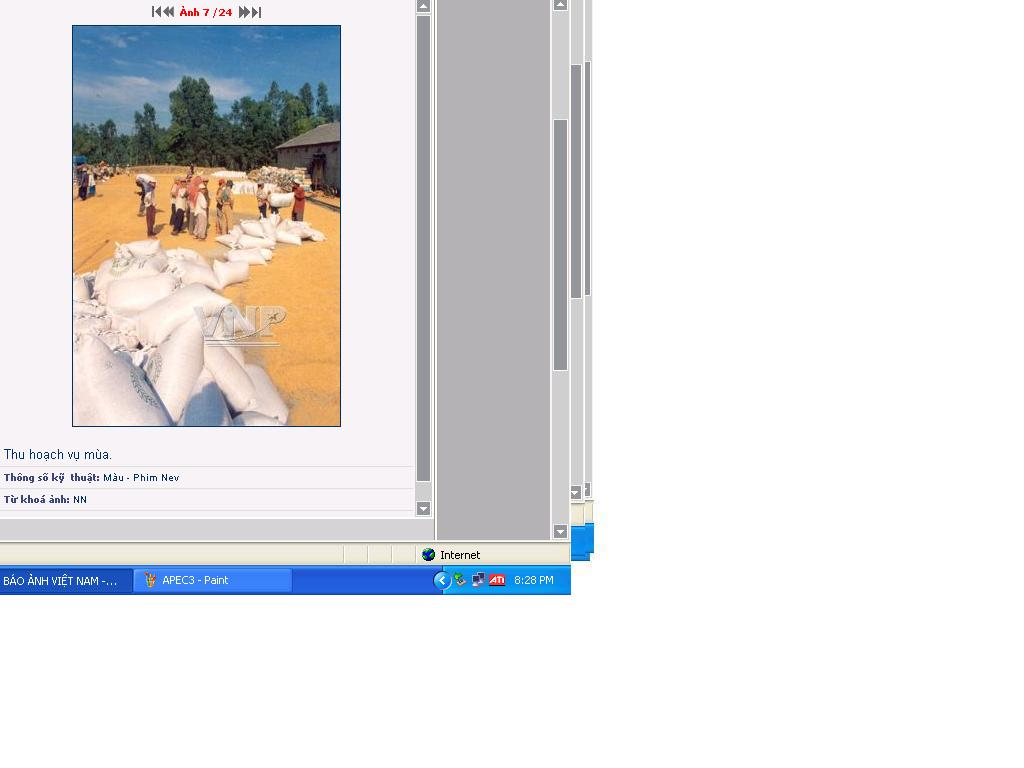 Ảnh 7 /24
VNP
Thu hoạch vụ mùa.
Thông số kỹ thuật: Màu - Phim Nev
Từ khoá ảnh: NN
Internet
BÁO ẢNH VIỆT NAM -...
APEC3 - Paint
ATI
8:28 PM